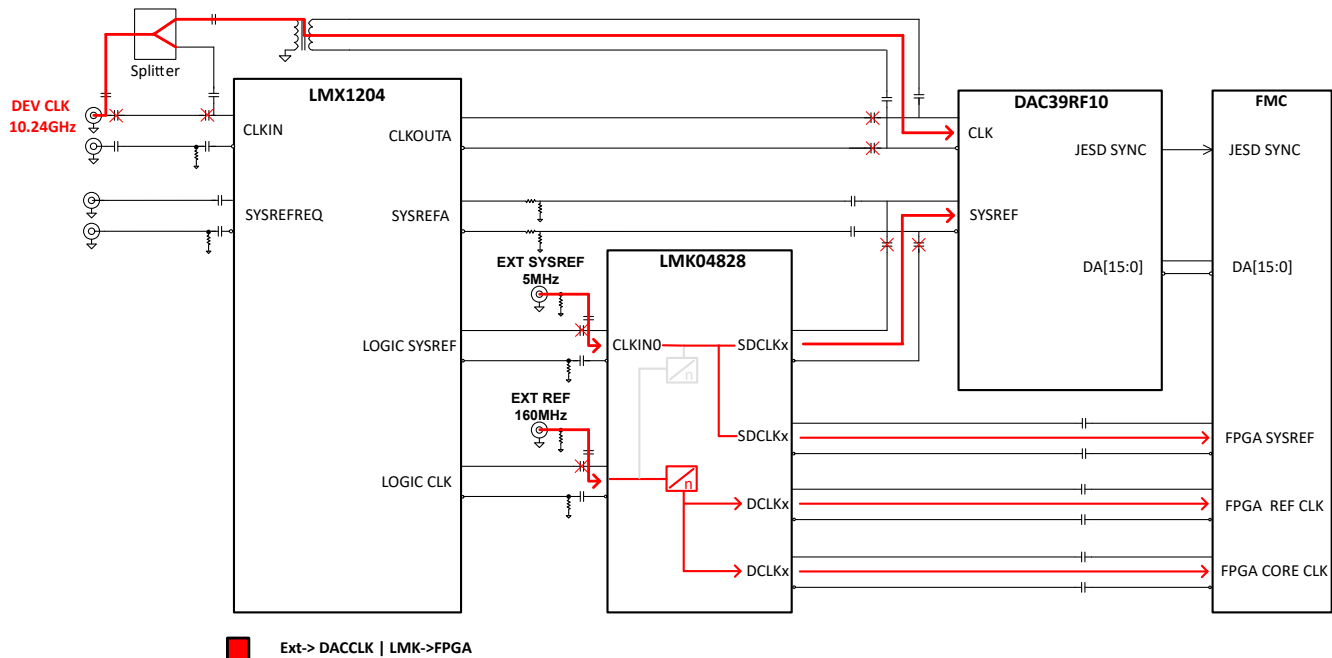 Splitter
DEV CLK
10.24GHz
LMX1204
CLKIN
CLKOUTA
SYSREFREQ
SYSREFA
LOGIC SYSREF
LOGIC CLK
EXT SYSREF
5MHz
EXT REF
160MHz
LMK04828
CLKIN0
n
n
SDCLKx
SDCLKx
DCLKx
DCLKx
DAC39RF10
CLK
JESD SYNC
SYSREF
DA[15:0]
FMC
JESD SYNC
DA[15:0]
FPGA SYSREF
FPGA REF CLK
FPGA CORE CLK
Ext-> DACCLK | LMK->FPGA